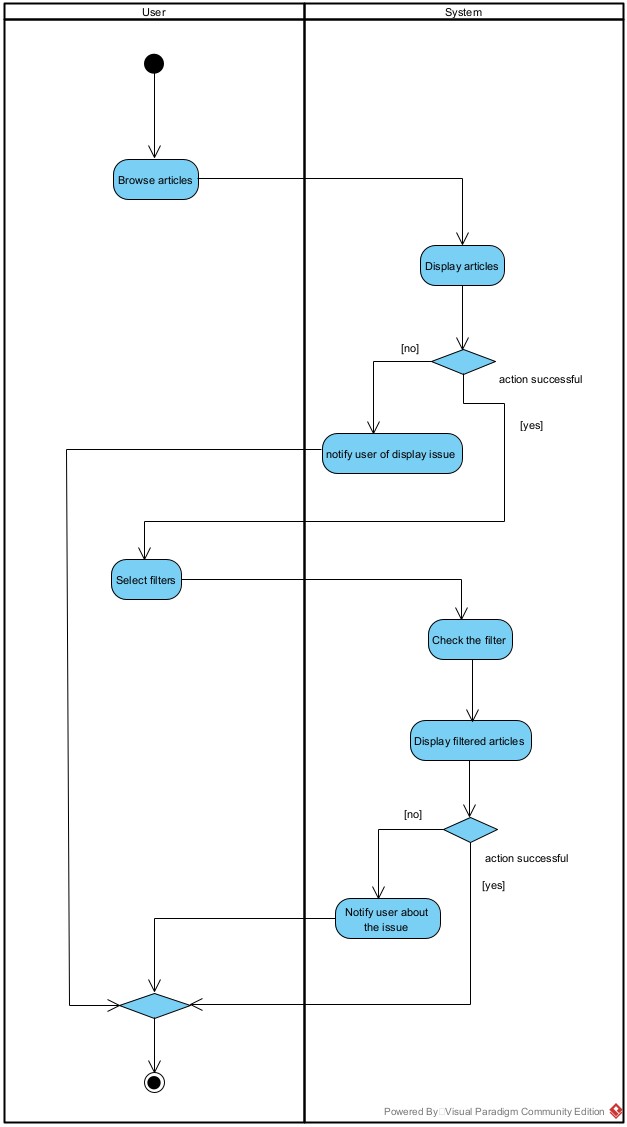 User
System
Browse articles
Display articles
[no]
action successful
[yes]
notify user of display issue
Select filters
Check the filter
Display filtered articles
[no]
action successful
[yes]
Notify user about
the issue
Powered By Visual Paradigm Community Edition